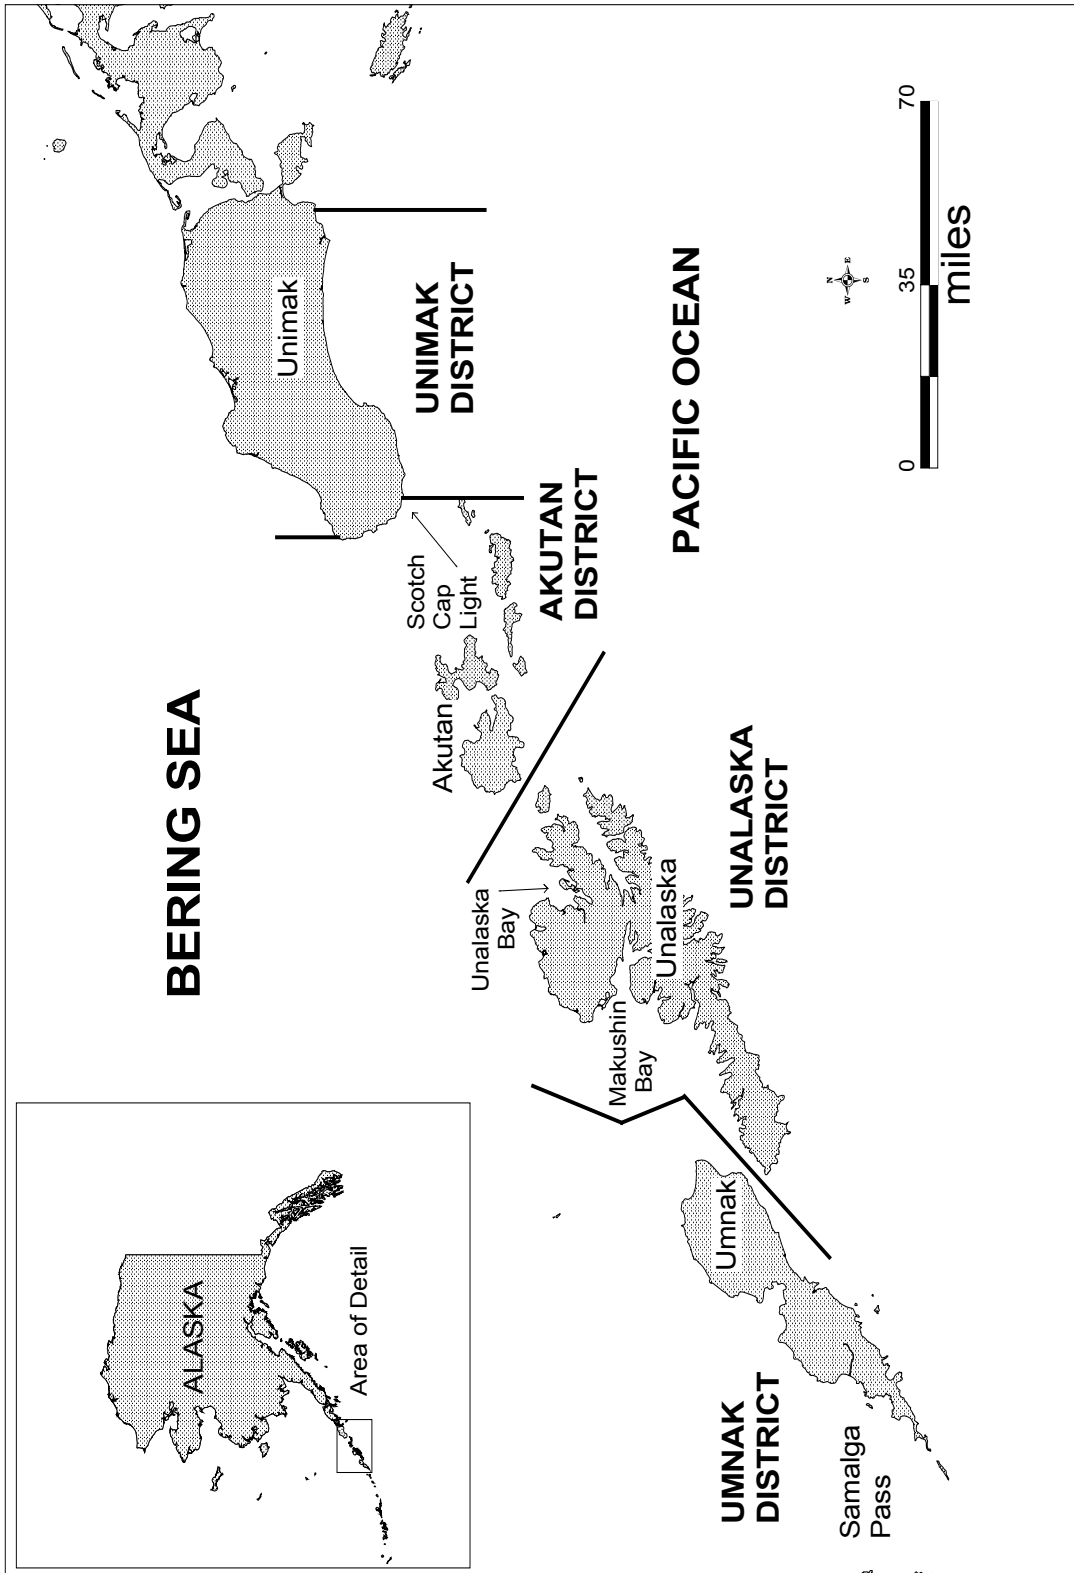 BERING SEA
ALASKA
Area of Detail
Unimak
UNIMAK
DISTRICT
Scotch
Cap
Light
AKUTAN
DISTRICT
Akutan
PACIFIC OCEAN
Unalaska
Bay
Unalaska
Makushin
Bay
UNALASKA
DISTRICT
Umnak
UMNAK
DISTRICT
Samalga
Pass
N
W E
S
0 35 70
miles